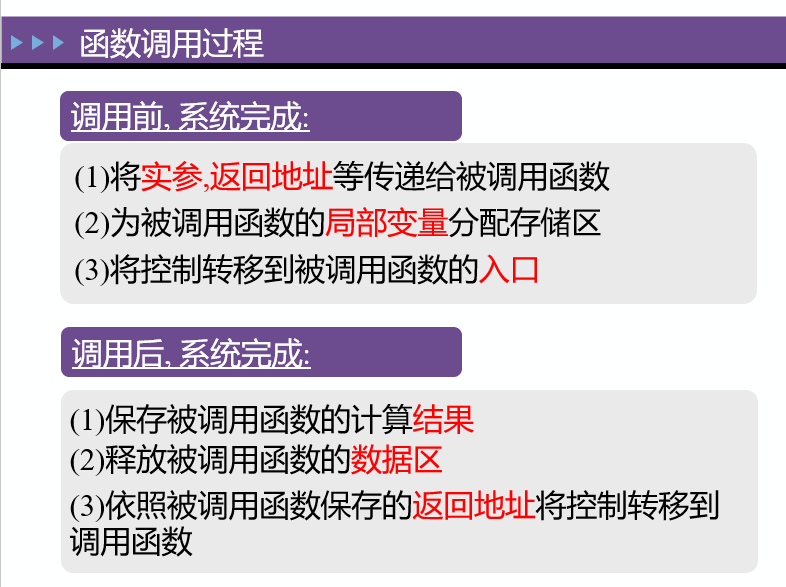 函数调用过程
调用前, 系统完成:
(1)将实参,返回地址等传递给被调用函数
(2)为被调用函数的局部变量分配存储区
(3)将控制转移到被调用函数的入口
调用后, 系统完成:
(1)保存被调用函数的计算结果
(2)释放被调用函数的数据区
(3)依照被调用函数保存的返回地址将控制转移到
调用函数